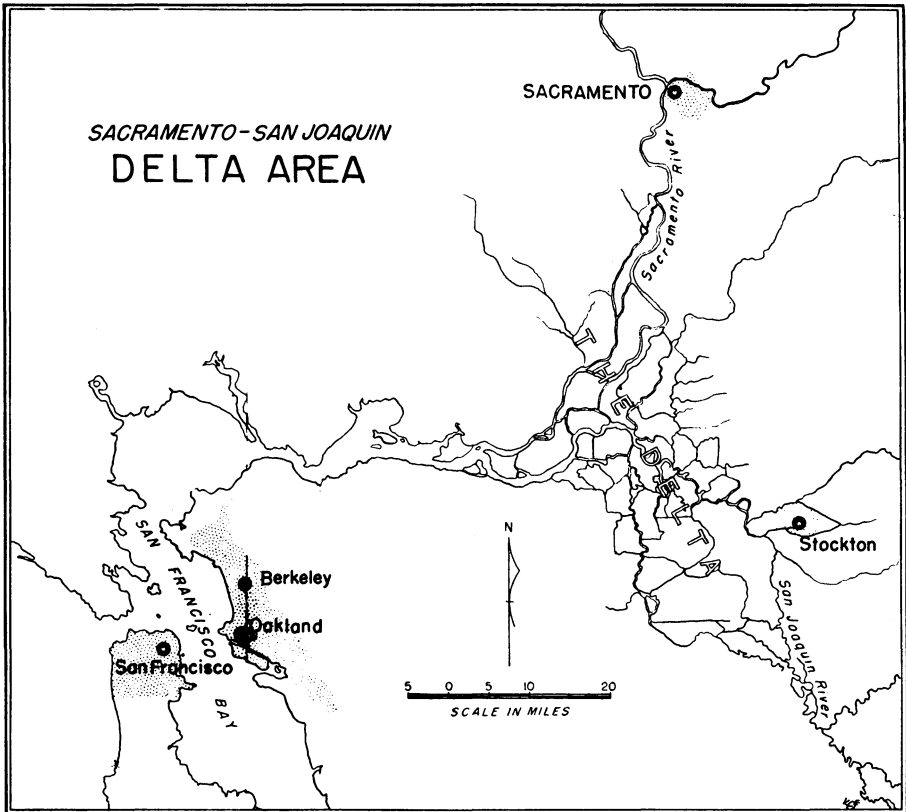 SACRAMENTO
SACRAMENTO-SAN JOAQUIN
DELTA AREA
Sacramento River
THE DELTA
N
Stockton
SAN FRANCISCO BAY
Berkeley
Oakland
San Francisco
San Joaquin River
5 0 5 10 20
SCALE IN MILES